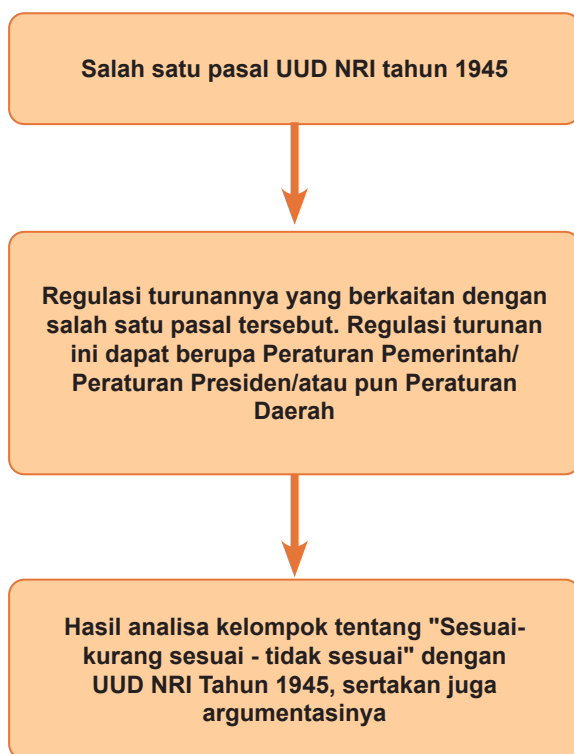 Salah satu pasal UUD NRI tahun 1945
Regulasi turunannya yang berkaitan dengan
salah satu pasal tersebut. Regulasi turunan
ini dapat berupa Peraturan Pemerintah/
Peraturan Presiden/atau pun Peraturan
Daerah
Hasil analisa kelompok tentang "Sesuai-
kurang sesuai - tidak sesuai" dengan
UUD NRI Tahun 1945, sertakan juga
argumentasinya